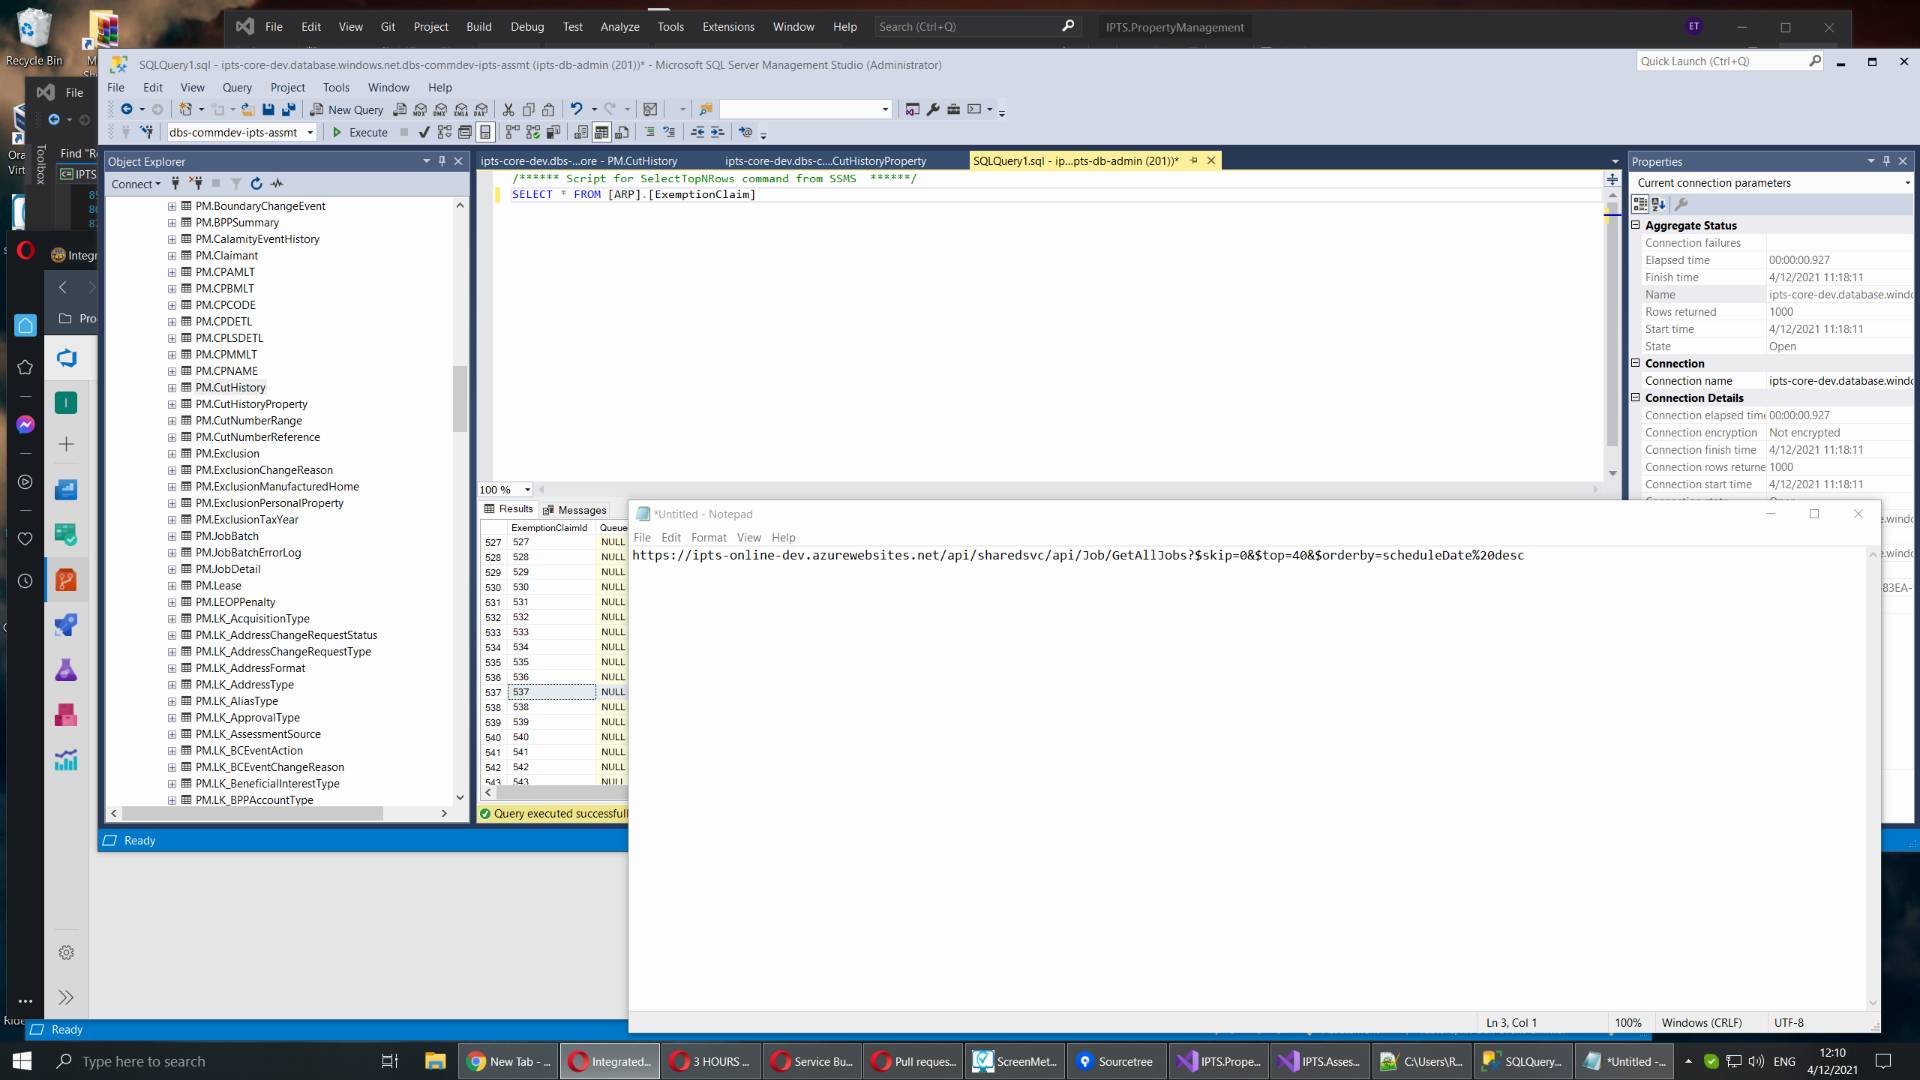 File Edit View Git Project Build Debug Test Analyze Tools Extensions Window Help Search (Ctrl+Q) IPTS.PropertyManagement ET
Recycle Bin
SQLQuery1.sql - ipts-core-dev.database.windows.net.dbs-commdev-ipts-assmt (ipts-db-admin (201))* - Microsoft SQL Server Management Studio (Administrator)
Quick Launch (Ctrl+Q)
File
File Edit View Query Project Tools Window Help
New Query
dbs-commdev-ipts-assmt Execute
Toolbox
Find "R
IPTS
Object Explorer
ipts-core-dev.dbs-...ore - PM.CutHistory ipts-core-dev.dbs-c....CutHistoryProperty SQLQuery1.sql - ip...pts-db-admin (201))*
Connect
/****** Script for SelectTopNRows command from SSMS ******/
SELECT * FROM [ARP].[ExemptionClaim]
PM.BoundaryChangeEvent
PM.BPPSummary
PM.CalamityEventHistory
PM.Claimant
PM.CPAMLT
PM.CPBMLT
PM.CPCODE
PM.CPDETL
PM.CPLSDETL
PM.CPMMLT
PM.CPNAME
PM.CutHistory
PM.CutHistoryProperty
PM.CutNumberRange
PM.CutNumberReference
PM.Exclusion
PM.ExclusionChangeReason
PM.ExclusionManufacturedHome
PM.ExclusionPersonalProperty
PM.ExclusionTaxYear
PM.JobBatch
PM.JobBatchErrorLog
PM.JobDetail
PM.Lease
PM.LEOPPenalty
PM.LK_AcquisitionType
PM.LK_AddressChangeRequestStatus
PM.LK_AddressChangeRequestType
PM.LK_AddressFormat
PM.LK_AddressType
PM.LK_AliasType
PM.LK_ApprovalType
PM.LK_AssessmentSource
PM.LK_BCEventAction
PM.LK_BCEventChangeReason
PM.LK_BeneficialInterestType
PM.LK_BPPAccountType
Integr
Pro
Properties
Current connection parameters
Aggregate Status
Connection failures
Elapsed time 00:00:00.927
Finish time 4/12/2021 11:18:11
Name ipts-core-dev.database.windo
Rows returned 1000
Start time 4/12/2021 11:18:11
State Open
Connection
Connection name ipts-core-dev.database.windo
Connection Details
Connection elapsed time 00:00:00.927
Connection encryption Not encrypted
Connection finish time 4/12/2021 11:18:11
Connection rows returne 1000
Connection start time 4/12/2021 11:18:11
83EA-
100 %
Results Messages
ExemptionClaimId Queue
527 527 NULL
528 528 NULL
529 529 NULL
530 530 NULL
531 531 NULL
532 532 NULL
533 533 NULL
534 534 NULL
535 535 NULL
536 536 NULL
537 537 NULL
538 538 NULL
539 539 NULL
540 540 NULL
541 541 NULL
542 542 NULL
543 543 NULL
Query executed successfull
*Untitled - Notepad
File Edit Format View Help
https://ipts-online-dev.azurewebsites.net/api/sharedsvc/api/Job/GetAllJobs?$skip=0&$top=40&$orderby=scheduleDate%20desc
Ln 3, Col 1 100% Windows (CRLF) UTF-8
Ready
Ready
Type here to search
New Tab - ... Integrated... 3 HOURS ... Service Bu... Pull reques... ScreenMet... Sourcetree IPTS.Prope... IPTS.Asses... C:\Users\R... SQLQuery... *Untitled -...
ENG 12:10
4/12/2021